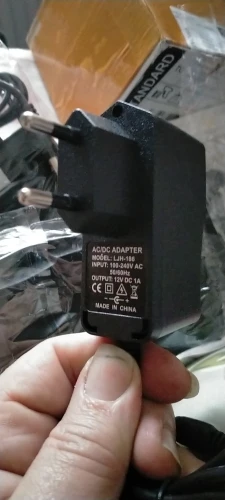 STANDARD
AC/DC ADAPTER
MODEL: LJH-186
INPUT: 100-240V AC
50/60Hz
OUTPUT: 12V DC 1A
CE
- +
MADE IN CHINA